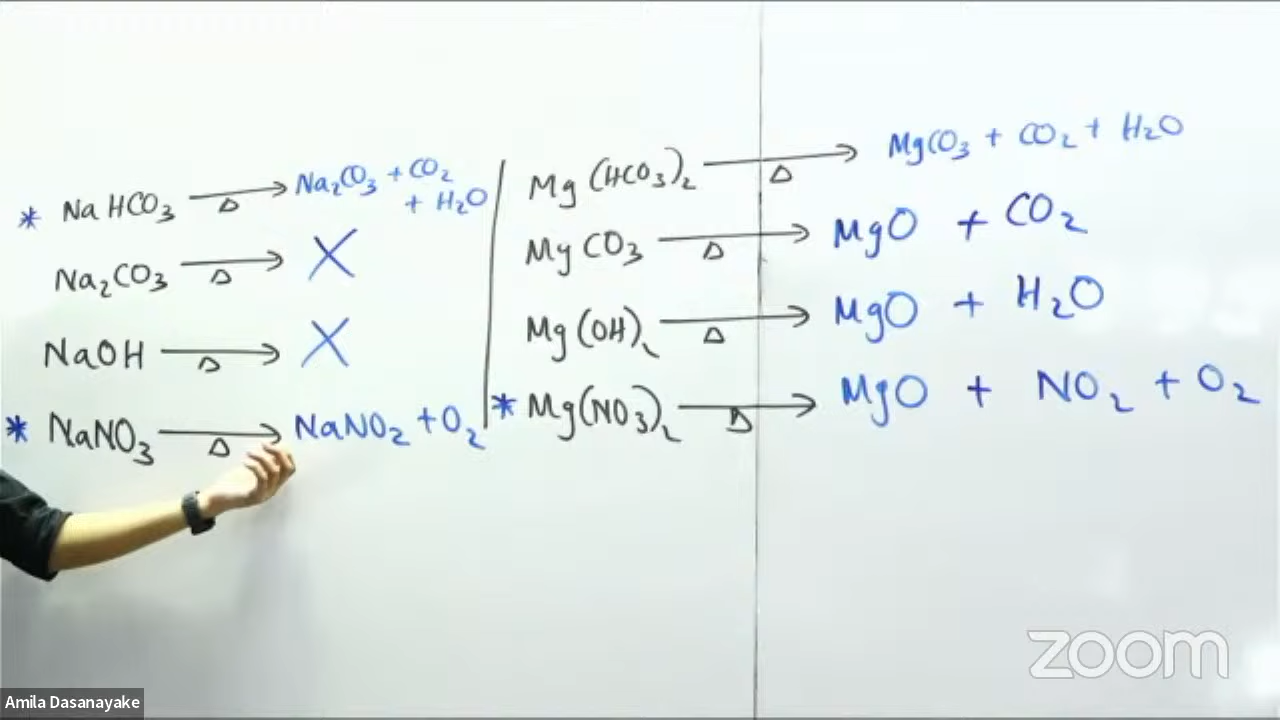 * NaHCO₃ —Δ→ Na₂CO₃ + CO₂
+ H₂O
Na₂CO₃ —Δ→ X
NaOH —Δ→ X
* NaNO₃ —Δ→ NaNO₂ + O₂
Mg(HCO₃)₂ —Δ→ MgCO₃ + CO₂ + H₂O
MgCO₃ —Δ→ MgO + CO₂
Mg(OH)₂ —Δ→ MgO + H₂O
* Mg(NO₃)₂ —Δ→ MgO + NO₂ + O₂
zoom
Amila Dasanayake